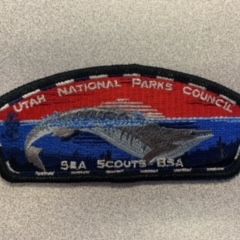 Utah National Parks Council
Sea Scouts BSA